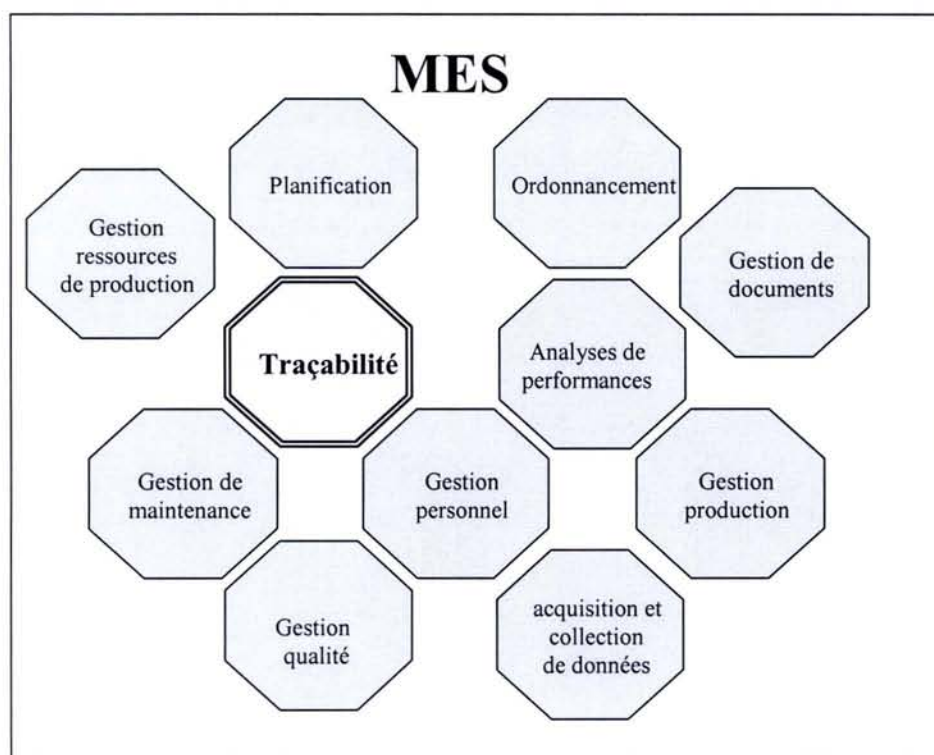 MES
Planification
Ordonnancement
Gestion
ressources
de production
Gestion de
documents
Traçabilité
Analyses de
performances
Gestion de
maintenance
Gestion
personnel
Gestion
production
Gestion
qualité
acquisition et
collection
de données